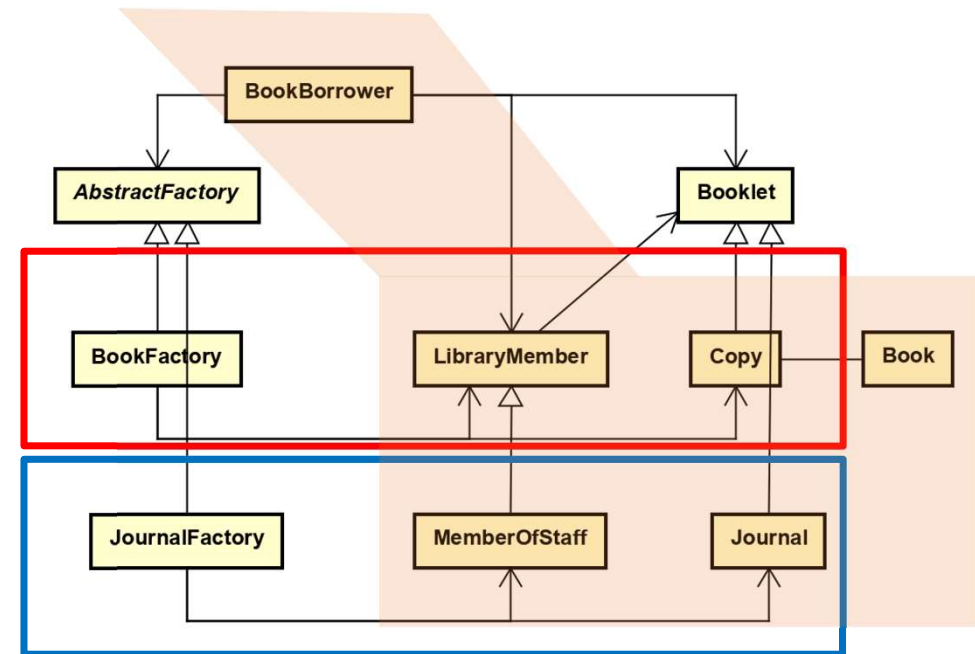 BookBorrower
AbstractFactory
Booklet
BookFactory
LibraryMember
Copy
Book
JournalFactory
MemberOfStaff
Journal